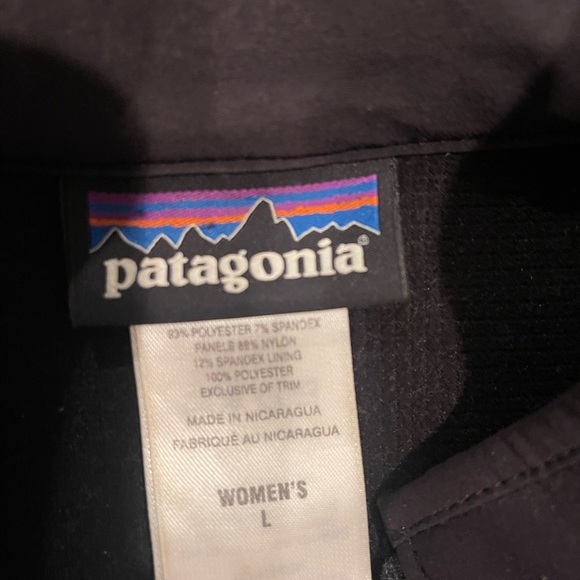 patagonia®
93% POLYESTER 7% SPANDEX
PANELS 88% NYLON
12% SPANDEX LINING
100% POLYESTER
EXCLUSIVE OF TRIM
MADE IN NICARAGUA
FABRIQUÉ AU NICARAGUA
WOMEN'S
L